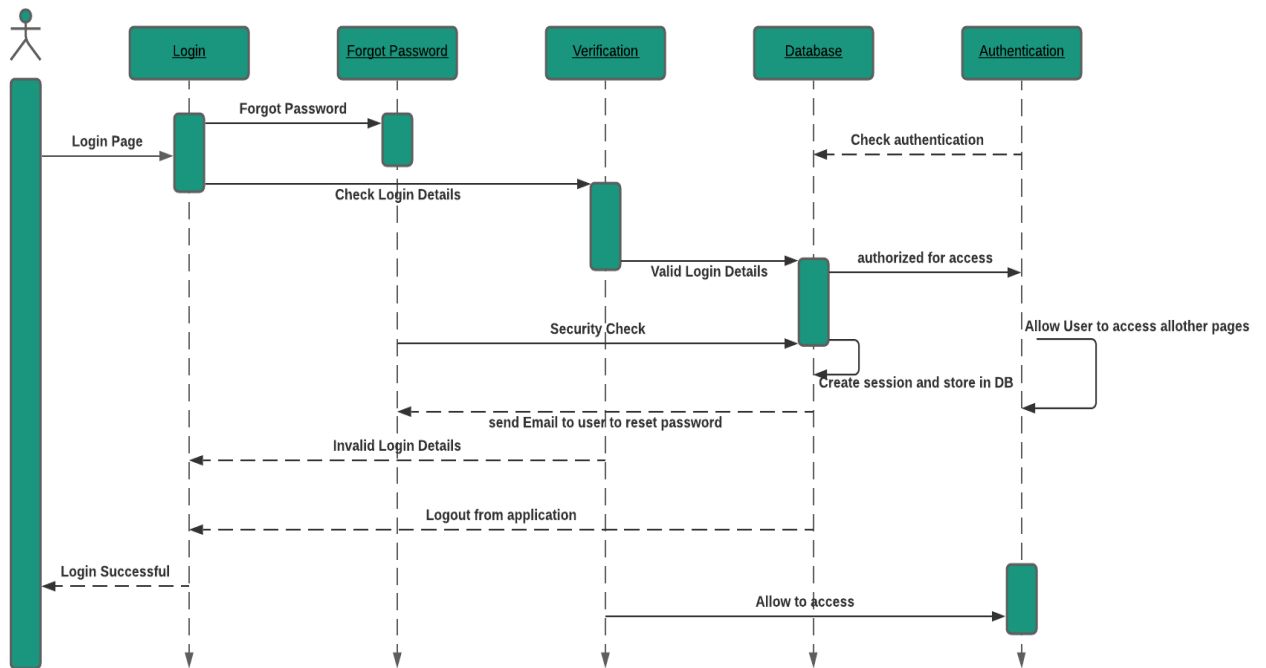 Login
Forgot Password
Verification
Database
Authentication
Forgot Password
Login Page
Check authentication
Check Login Details
authorized for access
Valid Login Details
Security Check
Allow User to access allother pages
Create session and store in DB
send Email to user to reset password
Invalid Login Details
Logout from application
Login Successful
Allow to access